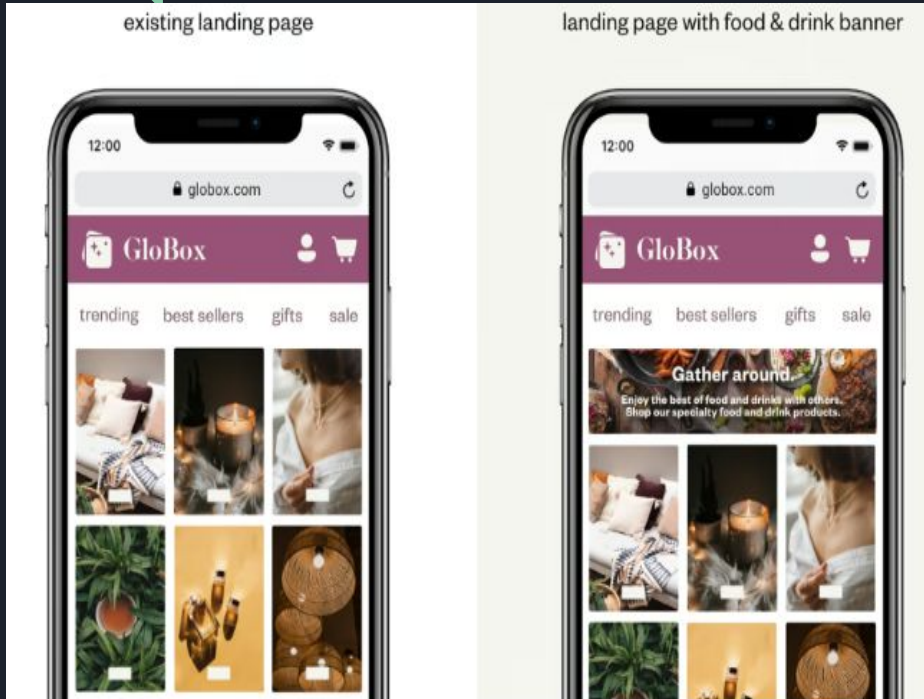 existing landing page
12:00
globox.com
GloBox
trending best sellers gifts sale
landing page with food & drink banner
12:00
globox.com
GloBox
trending best sellers gifts sale
Gather around.
Enjoy the best of food and drinks with others.
Shop our specialty food and drink products.